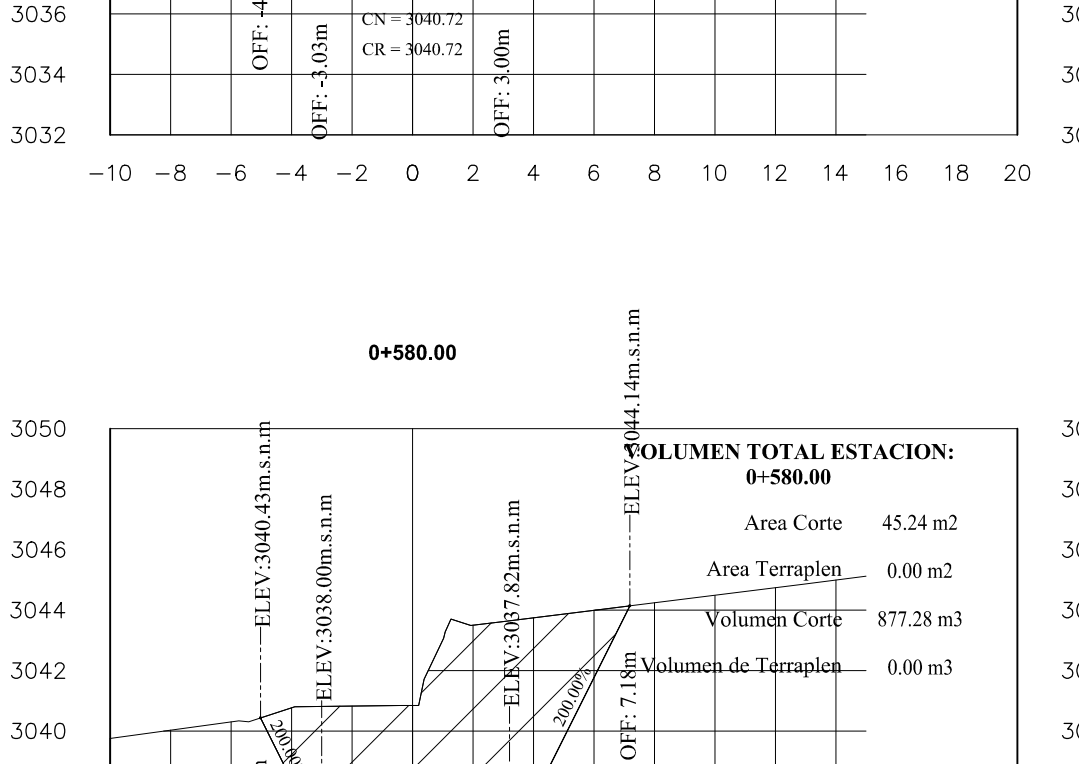 3036
OFF: -4
CN = 3040.72
CR = 3040.72
3034
OFF: -3.03m
OFF: 3.00m
3032
-10 -8 -6 -4 -2 0 2 4 6 8 10 12 14 16 18 20
0+580.00
3050
3048
3046
3044
3042
3040
ELEV:3040.43m.s.n.m
ELEV:3038.00m.s.n.m
ELEV:3037.82m.s.n.m
ELEV:3044.14m.s.n.m
VOLUMEN TOTAL ESTACION:
0+580.00
Area Corte 45.24 m2
Area Terraplen 0.00 m2
Volumen Corte 877.28 m3
Volumen de Terraplen 0.00 m3
200.00%
OFF: 7.18m
200.00